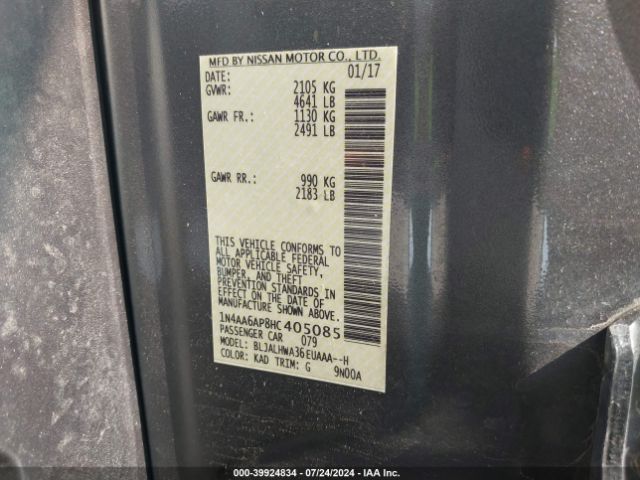 MFD BY NISSAN MOTOR CO., LTD.
DATE: 01/17
GVWR: 2105 KG
4641 LB
GAWR FR.: 1130 KG
2491 LB
GAWR RR.: 990 KG
2183 LB
THIS VEHICLE CONFORMS TO
ALL APPLICABLE FEDERAL
MOTOR VEHICLE SAFETY,
BUMPER, AND THEFT
PREVENTION STANDARDS IN
EFFECT ON THE DATE OF
MANUFACTURE SHOWN ABOVE.
1N4AA6AP8HC405085
PASSENGER CAR 079
MODEL: BLJALHWA36EUAAA--H
COLOR: KAD TRIM: G 9N00A
000-39924834 - 07/24/2024 - IAA Inc.